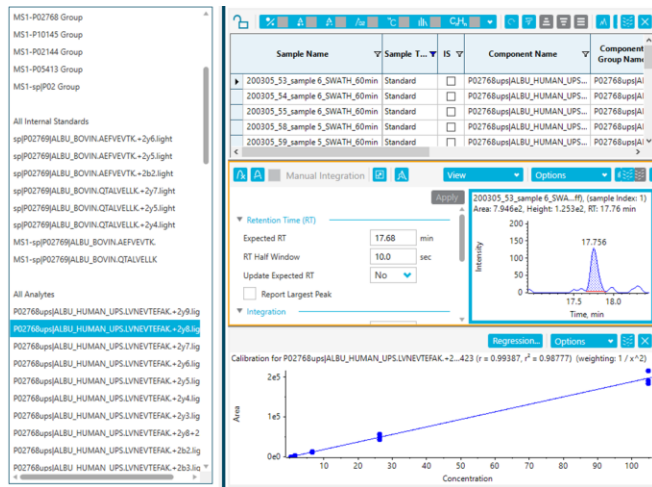 MS1-P02768 Group
MS1-P10145 Group
MS1-P02144 Group
MS1-P05413 Group
MS1-sp|P02 Group
All Internal Standards
sp|P02769|ALBU_BOVIN.AEFVEVTK.+2y6.light
sp|P02769|ALBU_BOVIN.AEFVEVTK.+2y5.light
sp|P02769|ALBU_BOVIN.AEFVEVTK.+2b2.light
sp|P02769|ALBU_BOVIN.QTALVELLK.+2y7.light
sp|P02769|ALBU_BOVIN.QTALVELLK.+2y5.light
sp|P02769|ALBU_BOVIN.QTALVELLK.+2y4.light
MS1-sp|P02769|ALBU_BOVIN.AEFVEVTK.
MS1-sp|P02769|ALBU_BOVIN.QTALVELLK
All Analytes
P02768ups|ALBU_HUMAN_UPS.LVNEVTEFAK.+2y9.lig
P02768ups|ALBU_HUMAN_UPS.LVNEVTEFAK.+2y8.lig
P02768ups|ALBU_HUMAN_UPS.LVNEVTEFAK.+2y7.lig
P02768ups|ALBU_HUMAN_UPS.LVNEVTEFAK.+2y6.lig
P02768ups|ALBU_HUMAN_UPS.LVNEVTEFAK.+2y5.lig
P02768ups|ALBU_HUMAN_UPS.LVNEVTEFAK.+2y4.lig
P02768ups|ALBU_HUMAN_UPS.LVNEVTEFAK.+2y3.lig
P02768ups|ALBU_HUMAN_UPS.LVNEVTEFAK.+2y8+2
P02768ups|ALBU_HUMAN_UPS.LVNEVTEFAK.+2b2.lig
P02768ups|ALBU_HUMAN_UPS.LVNEVTEFAK.+2b3.lig
Sample Name Sample T... IS Component Name Component Group Name
200305_53_sample 6_SWATH_60min Standard P02768ups|ALBU_HUMAN_UPS... P02768ups|AL
200305_54_sample 6_SWATH_60min Standard P02768ups|ALBU_HUMAN_UPS... P02768ups|AL
200305_55_sample 6_SWATH_60min Standard P02768ups|ALBU_HUMAN_UPS... P02768ups|AL
200305_58_sample 5_SWATH_60min Standard P02768ups|ALBU_HUMAN_UPS... P02768ups|AL
200305_59_sample 5_SWATH_60min Standard P02768ups|ALBU_HUMAN_UPS... P02768ups|AL
Manual Integration View Options
Apply
Retention Time (RT)
Expected RT 17.68 min
RT Half Window 10.0 sec
Update Expected RT No
Report Largest Peak
Integration
200305_53_sample 6_SWA...ff), (sample Index: 1)
Area: 7.946e2, Height: 1.253e2, RT: 17.76 min
Intensity
200
150
100
50
0
17.756
17.5 18.0
Time, min
Regression... Options
Calibration for P02768ups|ALBU_HUMAN_UPS.LVNEVTEFAK.+2...423 (r = 0.99387, r² = 0.98777) (weighting: 1 / x^2)
Area
2e5
1e5
0e0
10 20 30 40 50 60 70 80 90 100
Concentration